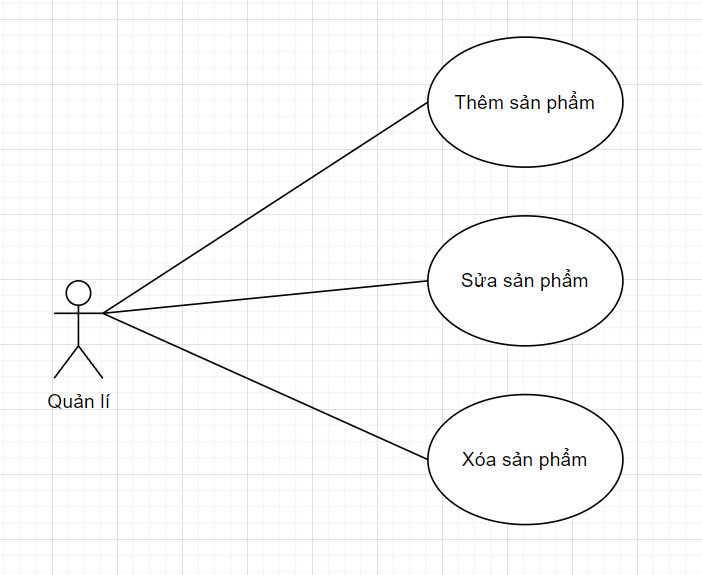 Thêm sản phẩm
Sửa sản phẩm
Quản lí
Xóa sản phẩm